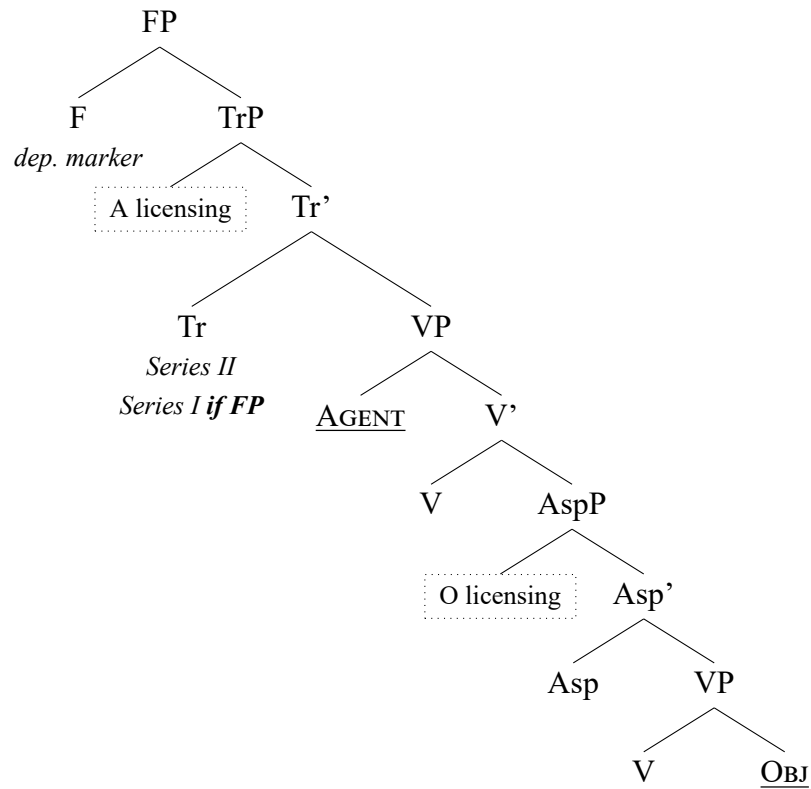 FP
F TrP
dep. marker
A licensing Tr’
Tr VP
Series II
Series I if FP
AGENT V’
V AspP
O licensing Asp’
Asp VP
V OBJ